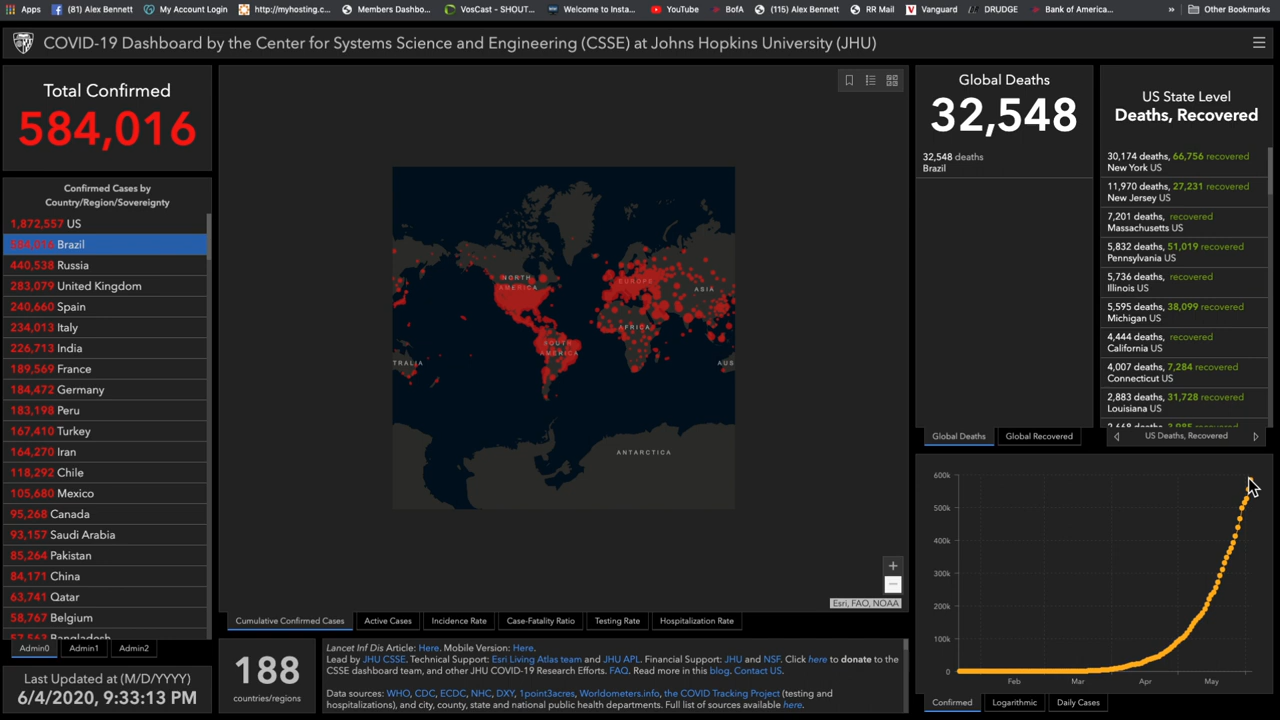 Apps (81) Alex Bennett My Account Login http://myhosting.c... Members Dashbo... VosCast - SHOUT... Welcome to Insta... YouTube BofA (115) Alex Bennett RR Mail Vanguard DRUDGE Bank of America... » Other Bookmarks
COVID-19 Dashboard by the Center for Systems Science and Engineering (CSSE) at Johns Hopkins University (JHU)
Total Confirmed
584,016
Confirmed Cases by
Country/Region/Sovereignty
1,872,557 US
584,016 Brazil
440,538 Russia
283,079 United Kingdom
240,660 Spain
234,013 Italy
226,713 India
189,569 France
184,472 Germany
183,198 Peru
167,410 Turkey
164,270 Iran
118,292 Chile
105,680 Mexico
95,268 Canada
93,157 Saudi Arabia
85,264 Pakistan
84,171 China
63,741 Qatar
58,767 Belgium
57,563 Bangladesh
Admin0 Admin1 Admin2
Last Updated at (M/D/YYYY)
6/4/2020, 9:33:13 PM
NORTH
AMERICA
EUROPE
ASIA
AFRICA
SOUTH
AMERICA
TRALIA
AUS
ANTARCTICA
+
−
Esri, FAO, NOAA
Cumulative Confirmed Cases Active Cases Incidence Rate Case-Fatality Ratio Testing Rate Hospitalization Rate
188
countries/regions
Lancet Inf Dis Article: Here. Mobile Version: Here.
Lead by JHU CSSE. Technical Support: Esri Living Atlas team and JHU APL. Financial Support: JHU and NSF. Click here to donate to the
CSSE dashboard team, and other JHU COVID-19 Research Efforts. FAQ. Read more in this blog. Contact US.
Data sources: WHO, CDC, ECDC, NHC, DXY, 1point3acres, Worldometers.info, the COVID Tracking Project (testing and
hospitalizations), and city, county, state and national public health departments. Full list of sources available here.
Global Deaths
32,548
32,548 deaths
Brazil
Global Deaths Global Recovered
US State Level
Deaths, Recovered
30,174 deaths, 66,756 recovered
New York US
11,970 deaths, 27,231 recovered
New Jersey US
7,201 deaths, recovered
Massachusetts US
5,832 deaths, 51,019 recovered
Pennsylvania US
5,736 deaths, recovered
Illinois US
5,595 deaths, 38,099 recovered
Michigan US
4,444 deaths, recovered
California US
4,007 deaths, 7,284 recovered
Connecticut US
2,883 deaths, 31,728 recovered
Louisiana US
US Deaths, Recovered
600k
500k
400k
300k
200k
100k
0
Feb Mar Apr May
Confirmed Logarithmic Daily Cases